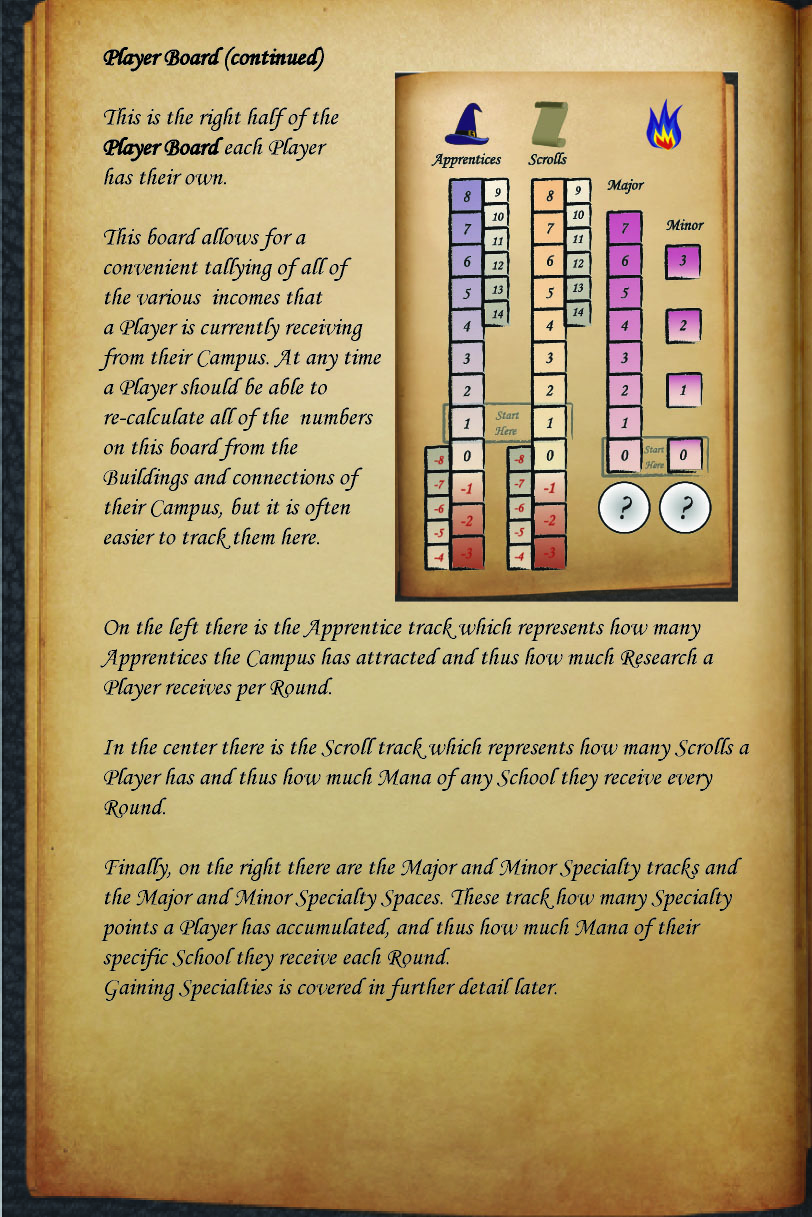 Player Board (continued)
This is the right half of the
Player Board each Player
has their own.
This board allows for a
convenient tallying of all of
the various incomes that
a Player is currently receiving
from their Campus. At any time
a Player should be able to
re-calculate all of the numbers
on this board from the
Buildings and connections of
their Campus, but it is often
easier to track them here.
Apprentices Scrolls
Major
Minor
8 9 8 9
10 10
7 7 7
11 11
6 12 6 12 6 3
5 13 5 13 5
14 14
4 4 4 2
3 3 3
2 2 2 1
Start
Here
1 1 1
-8 0 -8 0 0 Start Here 0
-7 -1 -7 -1
-6 -6
-2 -2
-5 -5
-4 -3 -4 -3
? ?
On the left there is the Apprentice track which represents how many
Apprentices the Campus has attracted and thus how much Research a
Player receives per Round.
In the center there is the Scroll track which represents how many Scrolls a
Player has and thus how much Mana of any School they receive every
Round.
Finally, on the right there are the Major and Minor Specialty tracks and
the Major and Minor Specialty Spaces. These track how many Specialty
points a Player has accumulated, and thus how much Mana of their
specific School they receive each Round.
Gaining Specialties is covered in further detail later.